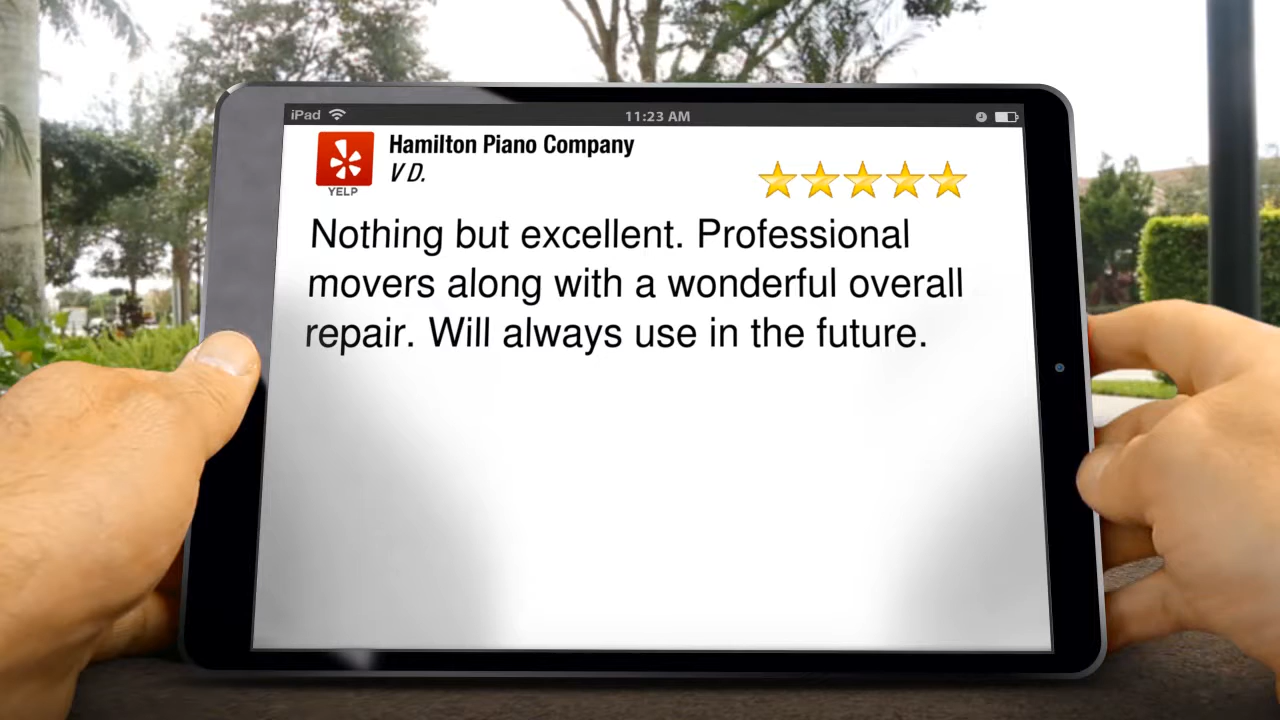 iPad 11:23 AM
Hamilton Piano Company
V D.
YELP
Nothing but excellent. Professional
movers along with a wonderful overall
repair. Will always use in the future.